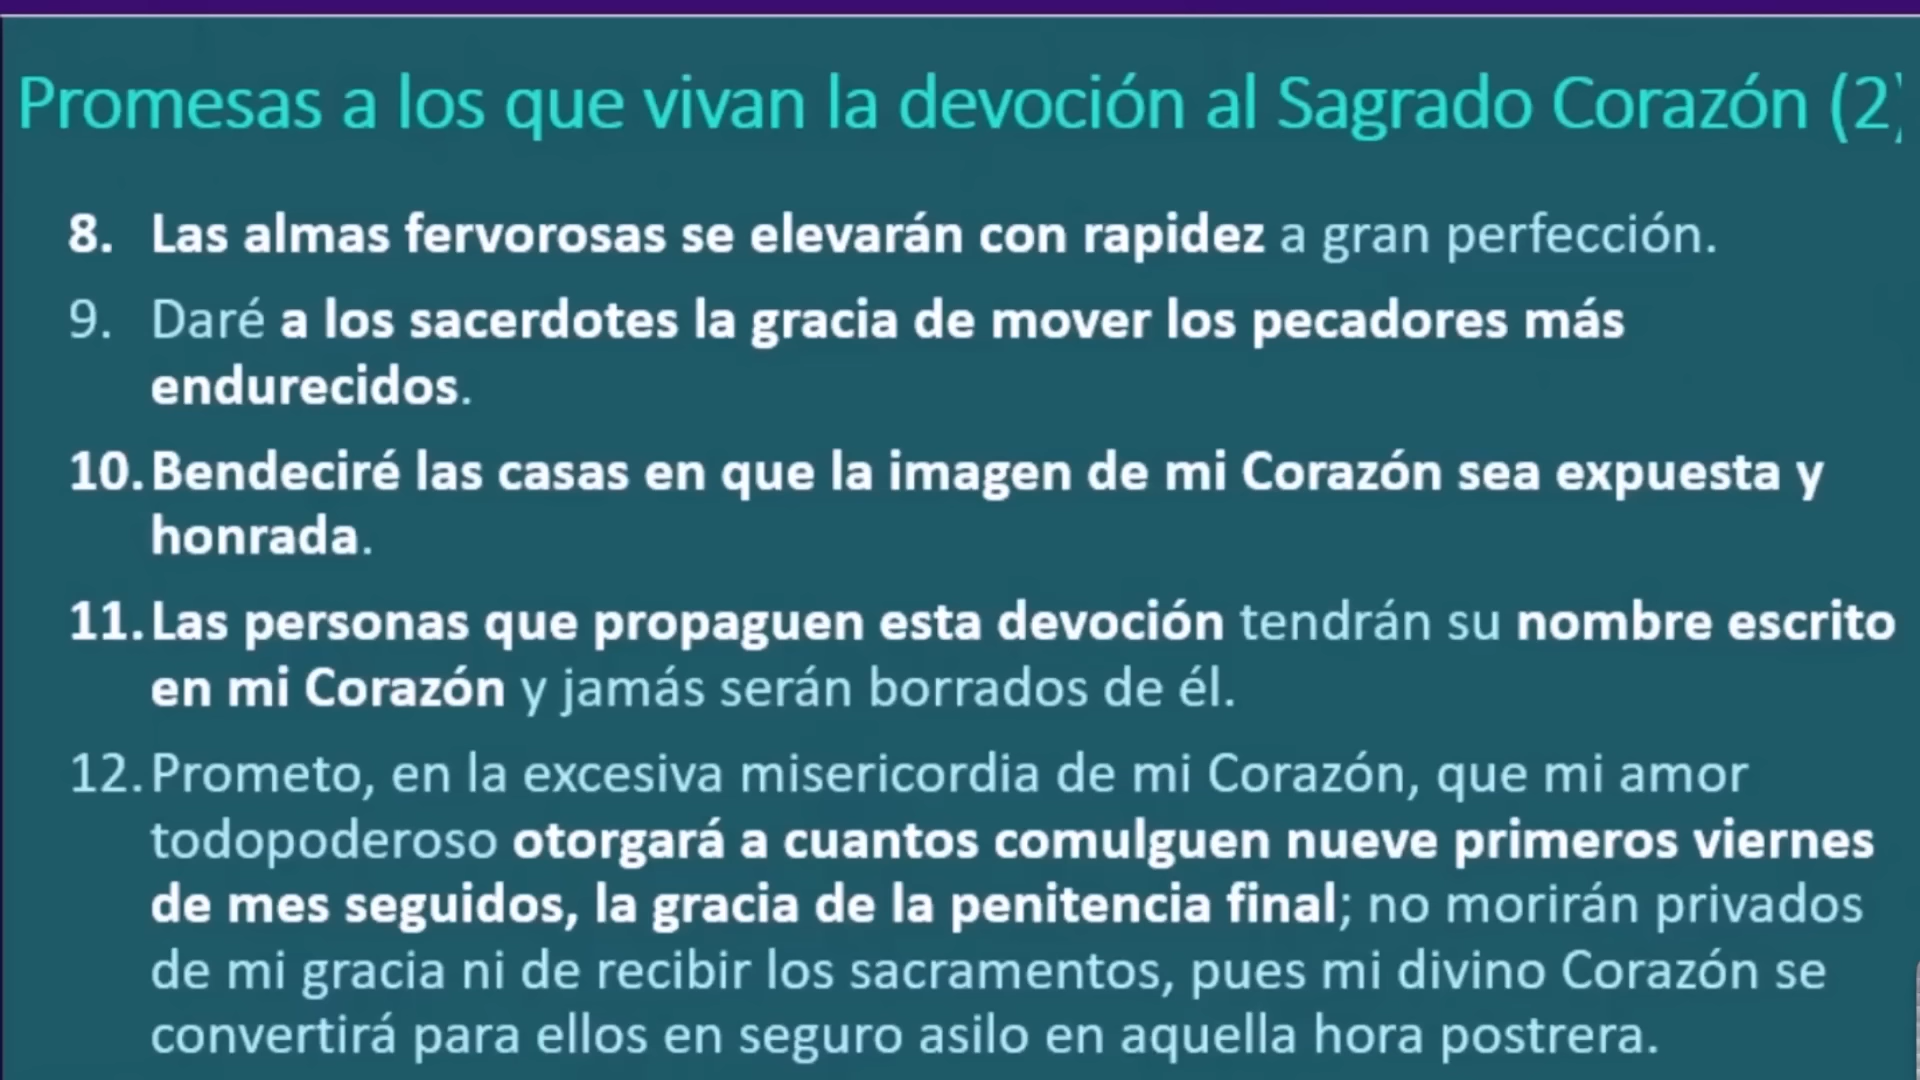 Promesas a los que vivan la devoción al Sagrado Corazón (2)
8. Las almas fervorosas se elevarán con rapidez a gran perfección.
9. Daré a los sacerdotes la gracia de mover los pecadores más
endurecidos.
10. Bendeciré las casas en que la imagen de mi Corazón sea expuesta y
honrada.
11. Las personas que propaguen esta devoción tendrán su nombre escrito
en mi Corazón y jamás serán borrados de él.
12. Prometo, en la excesiva misericordia de mi Corazón, que mi amor
todopoderoso otorgará a cuantos comulguen nueve primeros viernes
de mes seguidos, la gracia de la penitencia final; no morirán privados
de mi gracia ni de recibir los sacramentos, pues mi divino Corazón se
convertirá para ellos en seguro asilo en aquella hora postrera.